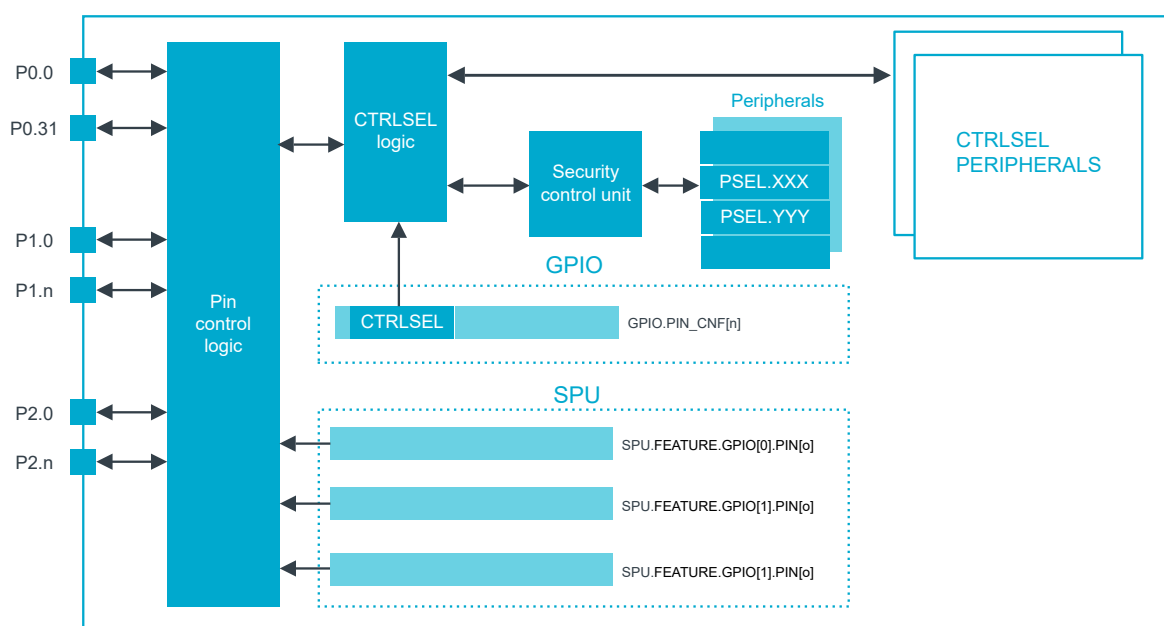 P0.0
P0.31
P1.0
P1.n
P2.0
P2.n
Pin
control
logic
CTRLSEL
logic
Security
control unit
Peripherals
PSEL.XXX
PSEL.YYY
CTRLSEL
PERIPHERALS
GPIO
CTRLSEL
GPIO.PIN_CNF[n]
SPU
SPU.FEATURE.GPIO[0].PIN[o]
SPU.FEATURE.GPIO[1].PIN[o]
SPU.FEATURE.GPIO[1].PIN[o]